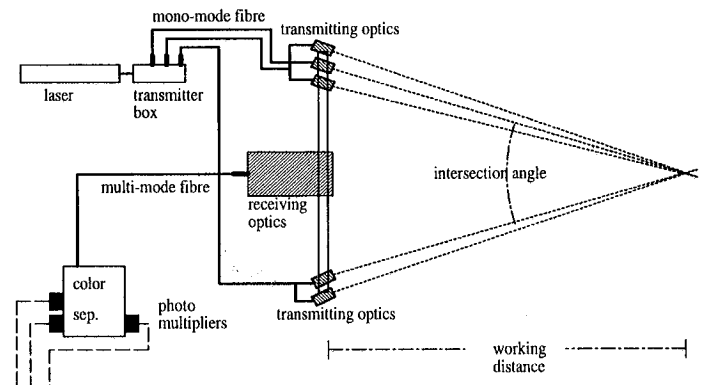 mono-mode fibre
transmitting optics
laser
transmitter
box
intersection angle
multi-mode fibre
receiving
optics
color
sep.
photo
multipliers
transmitting optics
working
distance